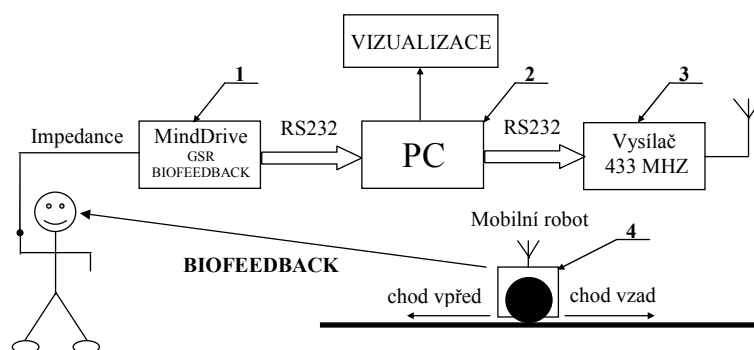 VIZUALIZACE
1
2
3
Impedance
MindDrive
GSR
BIOFEEDBACK
RS232
PC
RS232
Vysílač
433 MHZ
Mobilní robot
4
BIOFEEDBACK
chod vpřed
chod vzad